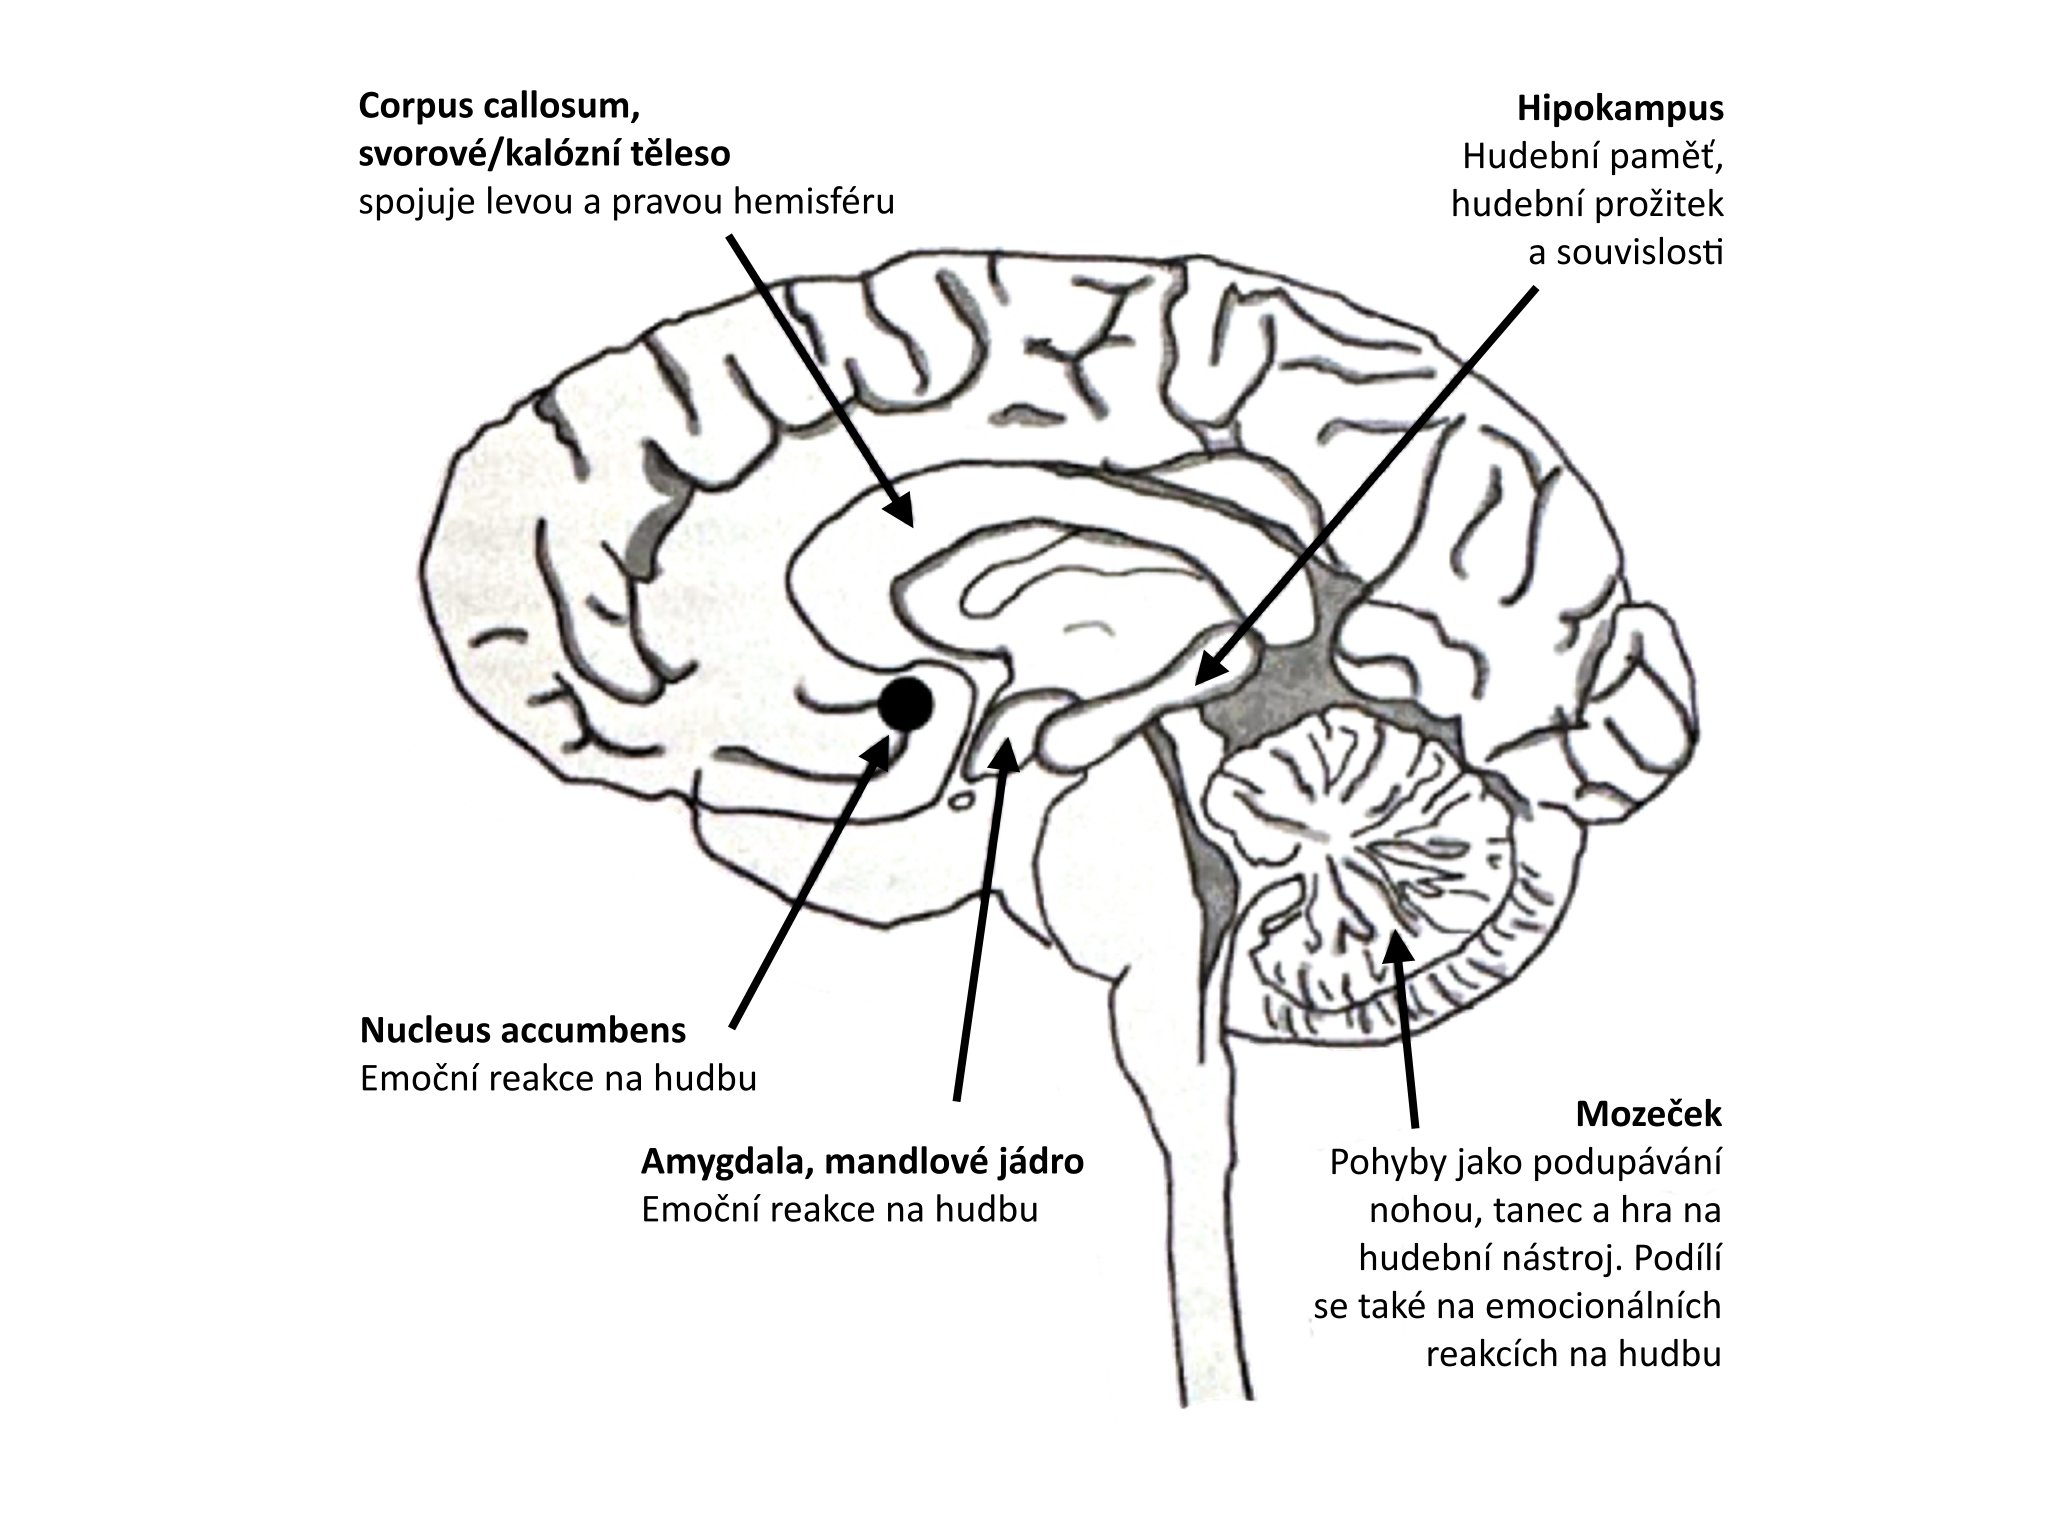 Corpus callosum,
svorové/kalózní těleso
spojuje levou a pravou hemisféru
Hipokampus
Hudební paměť,
hudební prožitek
a souvislosti
Nucleus accumbens
Emoční reakce na hudbu
Amygdala, mandlové jádro
Emoční reakce na hudbu
Mozeček
Pohyby jako podupávání
nohou, tanec a hra na
hudební nástroj. Podílí
se také na emocionálních
reakcích na hudbu